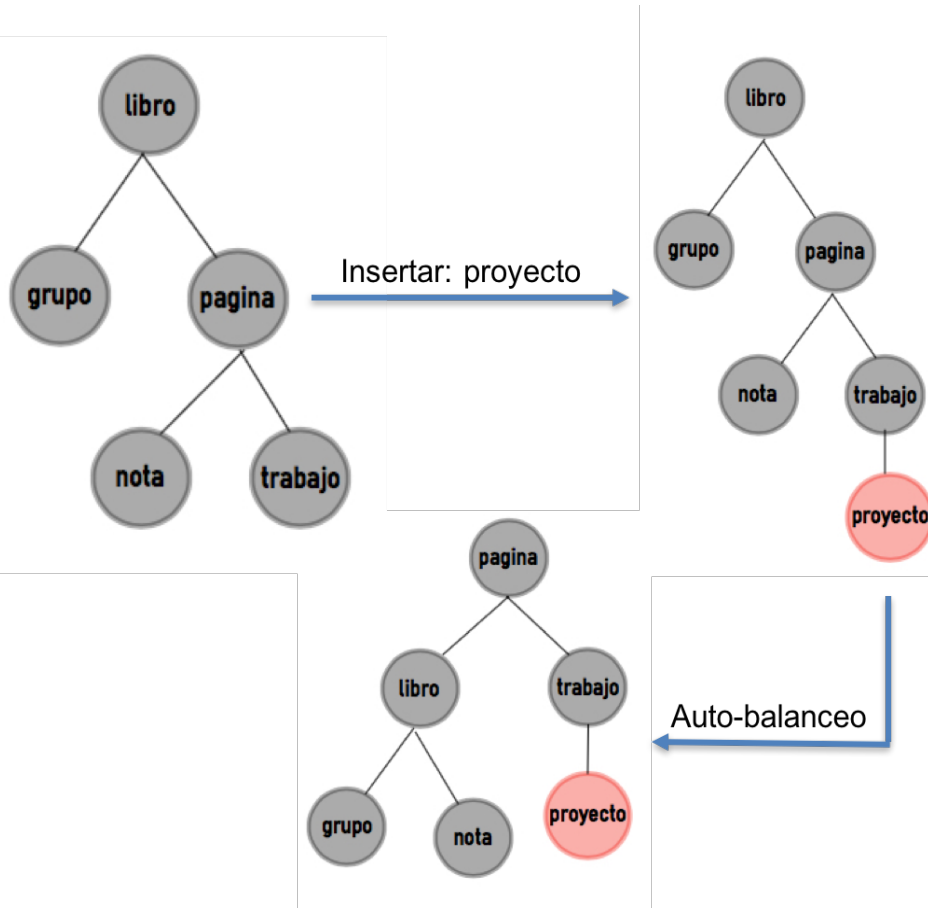 libro
grupo
pagina
nota
trabajo
Insertar: proyecto
libro
grupo
pagina
nota
trabajo
proyecto
Auto-balanceo
pagina
libro
trabajo
grupo
nota
proyecto